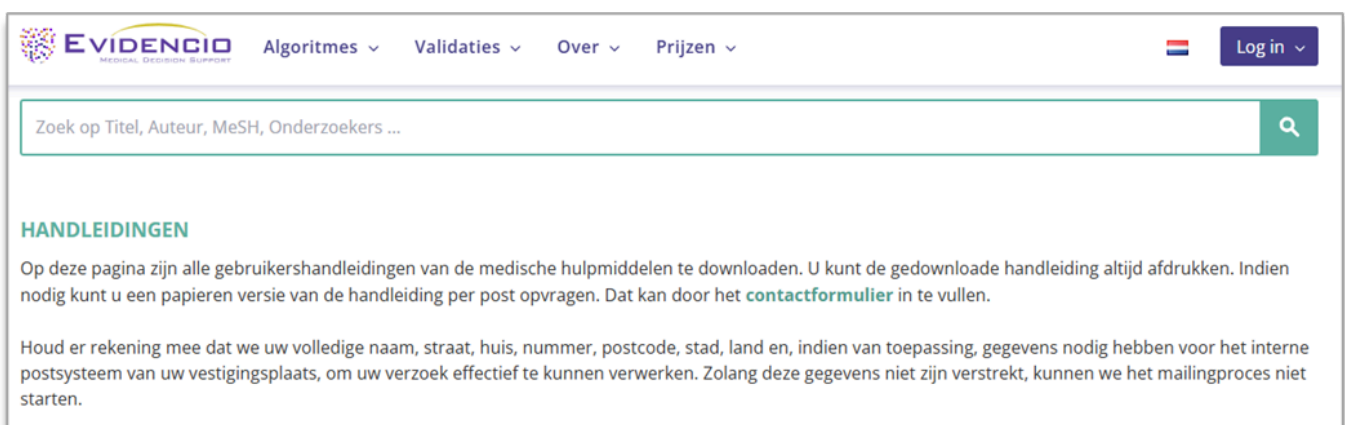 EVIDENCIO
MEDICAL DECISION SUPPORT
Algoritmes
Validaties
Over
Prijzen
Log in
Zoek op Titel, Auteur, MeSH, Onderzoekers ...
HANDLEIDINGEN
Op deze pagina zijn alle gebruikershandleidingen van de medische hulpmiddelen te downloaden. U kunt de gedownloade handleiding altijd afdrukken. Indien
nodig kunt u een papieren versie van de handleiding per post opvragen. Dat kan door het contactformulier in te vullen.
Houd er rekening mee dat we uw volledige naam, straat, huis, nummer, postcode, stad, land en, indien van toepassing, gegevens nodig hebben voor het interne
postsysteem van uw vestigingsplaats, om uw verzoek effectief te kunnen verwerken. Zolang deze gegevens niet zijn verstrekt, kunnen we het mailingproces niet
starten.